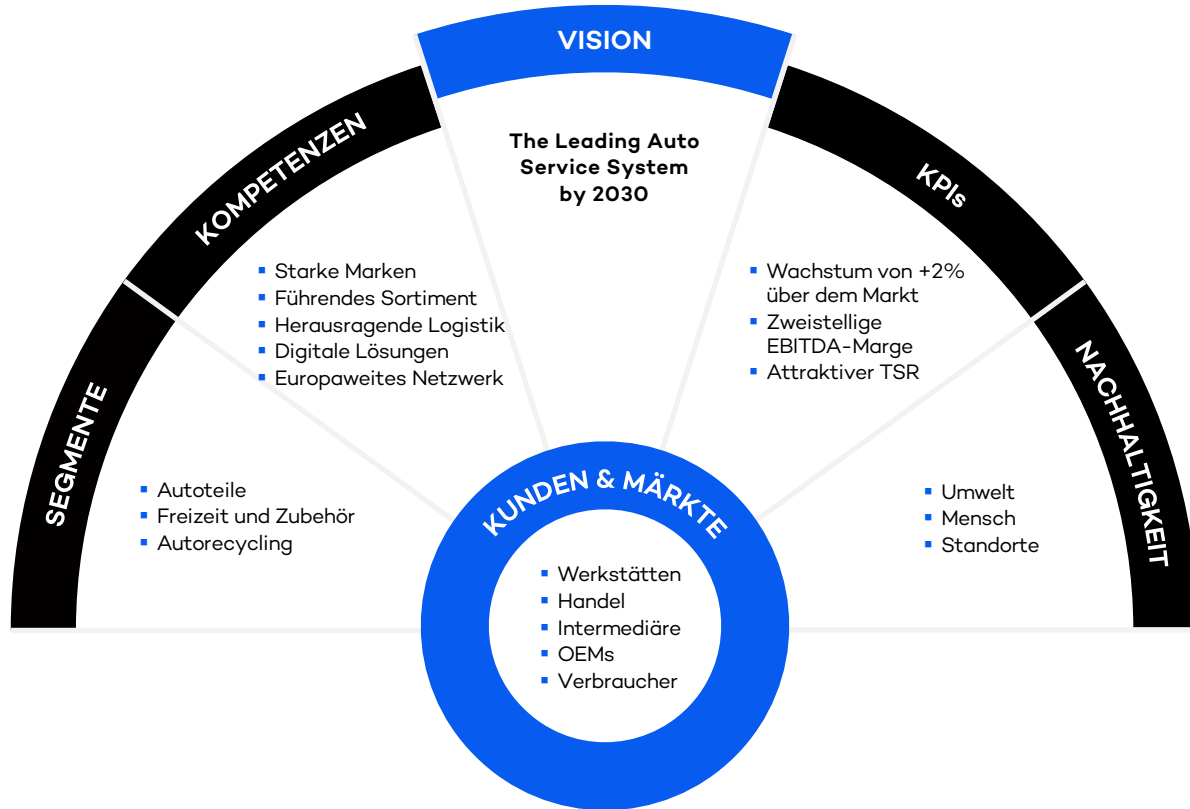 VISION
The Leading Auto
Service System
by 2030
KOMPETENZEN
▪ Starke Marken
▪ Führendes Sortiment
▪ Herausragende Logistik
▪ Digitale Lösungen
▪ Europaweites Netzwerk
KPIs
▪ Wachstum von +2%
über dem Markt
▪ Zweistellige
EBITDA-Marge
▪ Attraktiver TSR
SEGMENTE
▪ Autoteile
▪ Freizeit und Zubehör
▪ Autorecycling
NACHHALTIGKEIT
▪ Umwelt
▪ Mensch
▪ Standorte
KUNDEN & MÄRKTE
▪ Werkstätten
▪ Handel
▪ Intermediäre
▪ OEMs
▪ Verbraucher